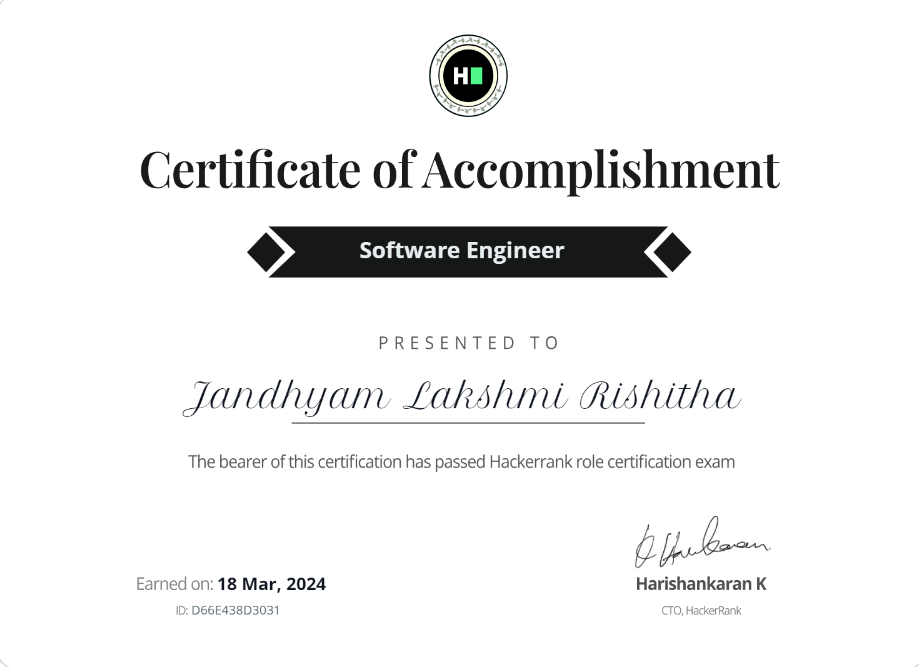 H
Certificate of Accomplishment
Software Engineer
PRESENTED TO
Jandhyam Lakshmi Rishitha
The bearer of this certification has passed Hackerrank role certification exam
Earned on: 18 Mar, 2024
ID: D66E438D3031
Harishankaran K
CTO, HackerRank